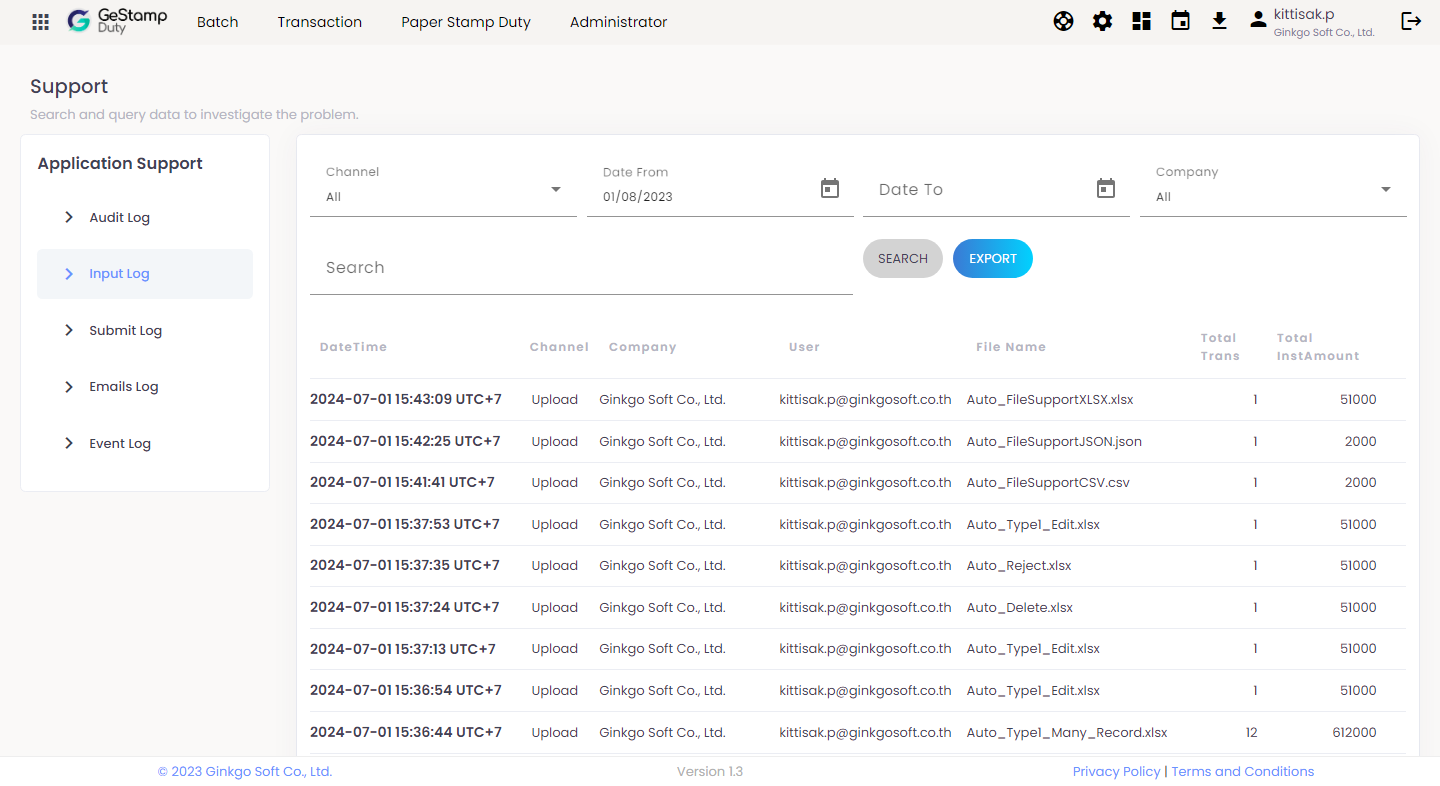 GeStamp
Duty
Batch
Transaction
Paper Stamp Duty
Administrator
kittisak.p
Ginkgo Soft Co., Ltd.
Support
Search and query data to investigate the problem.
Application Support
Audit Log
Input Log
Submit Log
Emails Log
Event Log
Channel
All
Date From
01/08/2023
Date To
Company
All
Search
SEARCH
EXPORT
DateTime Channel Company User File Name Total Trans Total InstAmount
2024-07-01 15:43:09 UTC+7 Upload Ginkgo Soft Co., Ltd. kittisak.p@ginkgosoft.co.th Auto_FileSupportXLSX.xlsx 1 51000
2024-07-01 15:42:25 UTC+7 Upload Ginkgo Soft Co., Ltd. kittisak.p@ginkgosoft.co.th Auto_FileSupportJSON.json 1 2000
2024-07-01 15:41:41 UTC+7 Upload Ginkgo Soft Co., Ltd. kittisak.p@ginkgosoft.co.th Auto_FileSupportCSV.csv 1 2000
2024-07-01 15:37:53 UTC+7 Upload Ginkgo Soft Co., Ltd. kittisak.p@ginkgosoft.co.th Auto_Type1_Edit.xlsx 1 51000
2024-07-01 15:37:35 UTC+7 Upload Ginkgo Soft Co., Ltd. kittisak.p@ginkgosoft.co.th Auto_Reject.xlsx 1 51000
2024-07-01 15:37:24 UTC+7 Upload Ginkgo Soft Co., Ltd. kittisak.p@ginkgosoft.co.th Auto_Delete.xlsx 1 51000
2024-07-01 15:37:13 UTC+7 Upload Ginkgo Soft Co., Ltd. kittisak.p@ginkgosoft.co.th Auto_Type1_Edit.xlsx 1 51000
2024-07-01 15:36:54 UTC+7 Upload Ginkgo Soft Co., Ltd. kittisak.p@ginkgosoft.co.th Auto_Type1_Edit.xlsx 1 51000
2024-07-01 15:36:44 UTC+7 Upload Ginkgo Soft Co., Ltd. kittisak.p@ginkgosoft.co.th Auto_Type1_Many_Record.xlsx 12 612000
© 2023 Ginkgo Soft Co., Ltd.
Version 1.3
Privacy Policy | Terms and Conditions